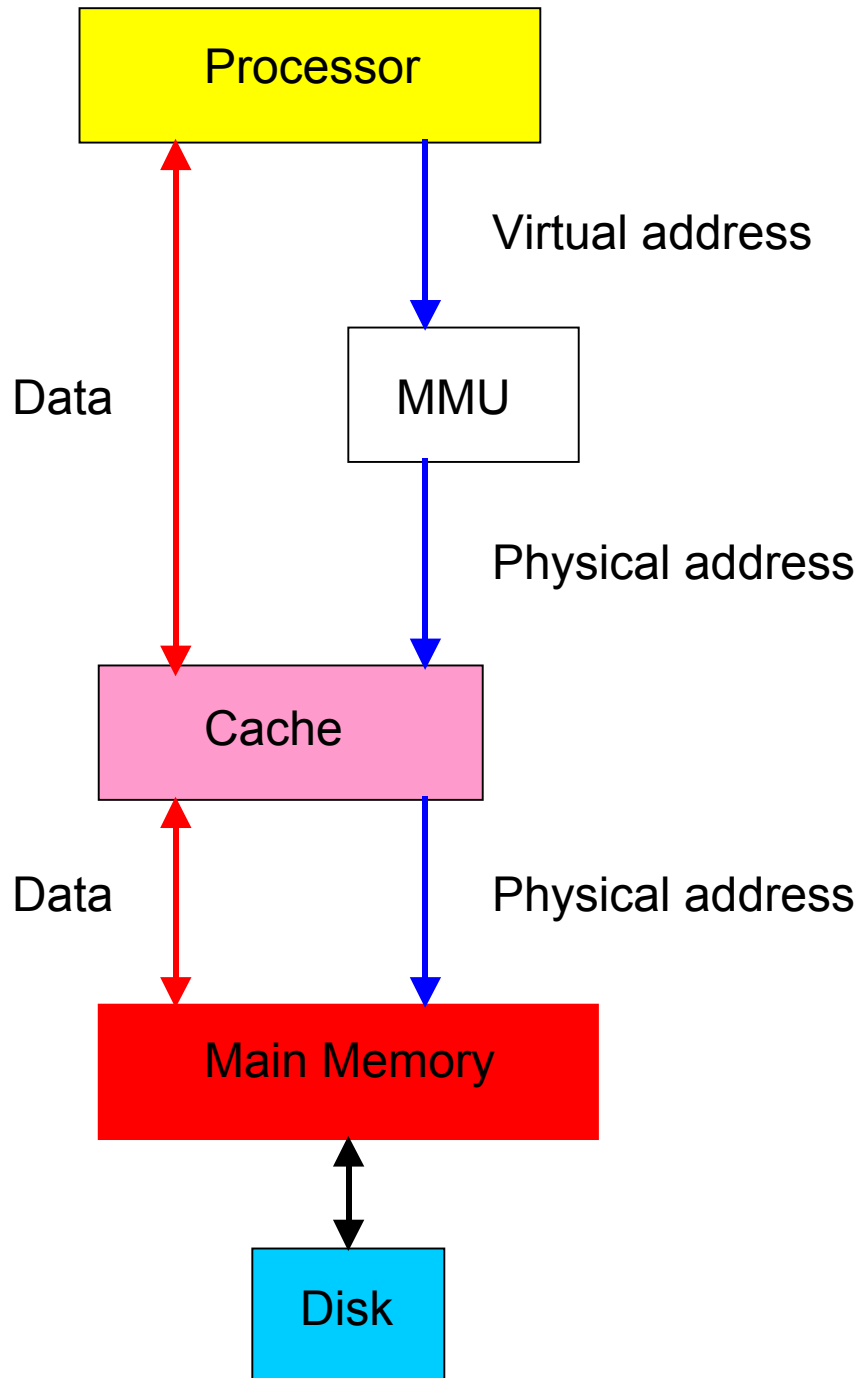 Processor
Virtual address
Data
MMU
Physical address
Cache
Data
Physical address
Main Memory
Disk